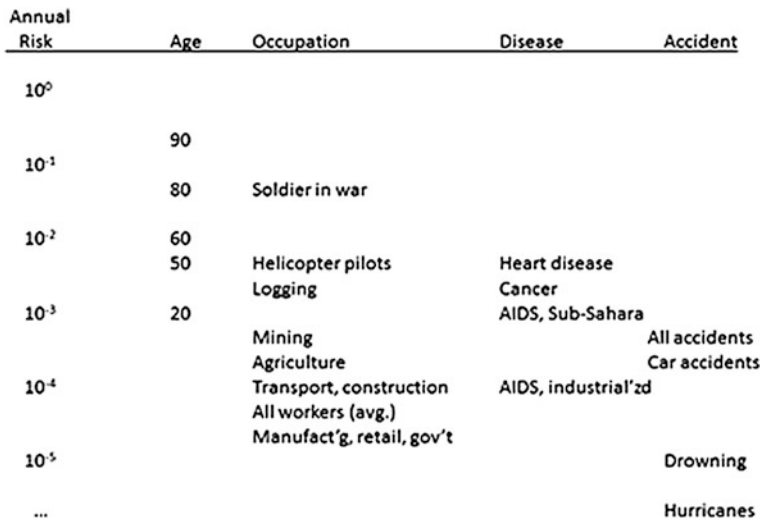 Annual
Risk Age Occupation Disease Accident
10⁰
90
10⁻¹
80 Soldier in war
10⁻² 60
50 Helicopter pilots Heart disease
Logging Cancer
10⁻³ 20 AIDS, Sub-Sahara
Mining All accidents
Agriculture Car accidents
10⁻⁴ Transport, construction AIDS, industrial'zd
All workers (avg.)
Manufact'g, retail, gov't
10⁻⁵ Drowning
... Hurricanes